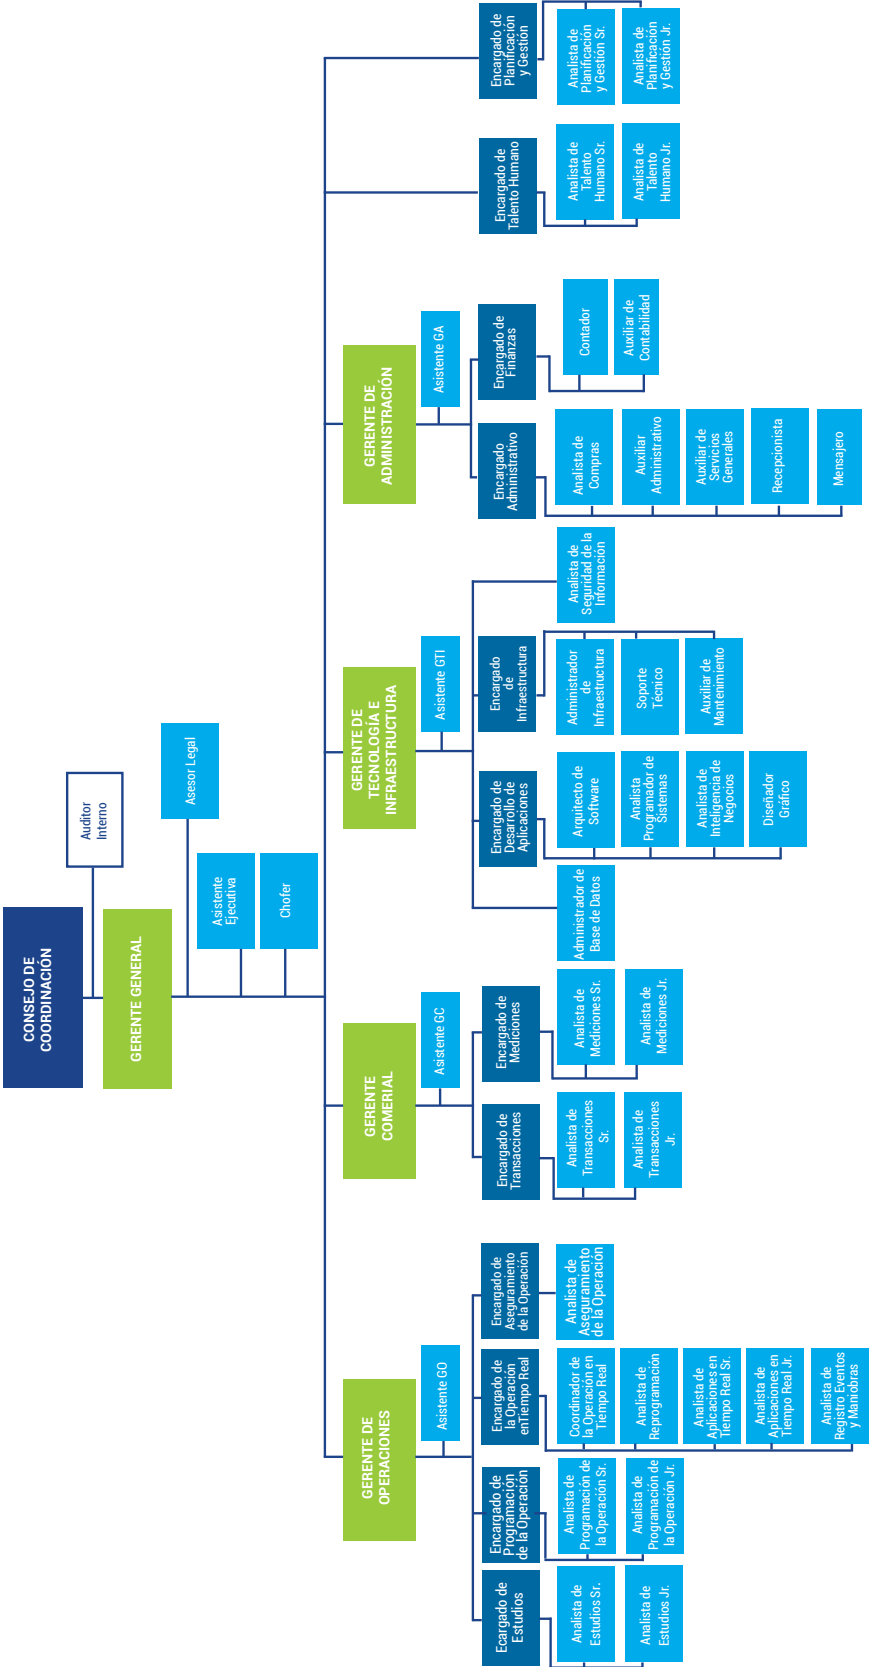 CONSEJO DE
COORDINACIÓN
Auditor
Interno
GERENTE GENERAL
Asesor Legal
Asistente
Ejecutiva
Chofer
GERENTE DE
OPERACIONES
Asistente GO
Ecargado de
Estudios
Analista de
Estudios Sr.
Analista de
Estudios Jr.
Encargado de
Programación
de la Operación
Analista de
Programación de
la Operación Sr.
Analista de
Programación de
la Operación Jr.
Encargado de
la Operación
enTiempo Real
Coordinador de
la Operación en
Tiempo Real
Analista de
Reprogramación
Analista de
Aplicaciones en
Tiempo Real Sr.
Analista de
Aplicaciones en
Tiempo Real Jr.
Analista de
Registro Eventos
y Maniobras
Encargado de
Aseguramiento
de la Operación
Analista de
Aseguramiento
de la Operación
GERENTE
COMERIAL
Asistente GC
Encargado de
Transacciones
Analista de
Transacciones
Sr.
Analista de
Transacciones
Jr.
Encargado de
Mediciones
Analista de
Mediciones Sr.
Analista de
Mediciones Jr.
GERENTE DE
TECNOLOGÍA E
INFRAESTRUCTURA
Asistente GTI
Administrador de
Base de Datos
Encargado de
Desarrollo de
Aplicaciones
Arquitecto de
Software
Analista
Programador de
Sistemas
Analista de
Inteligencia de
Negocios
Diseñador
Gráfico
Encargado
de
Infraestructura
Administrador
de
Infraestructura
Soporte
Técnico
Auxiliar de
Mantenimiento
Analista de
Seguridad de la
Información
GERENTE DE
ADMINISTRACIÓN
Asistente GA
Encargado
Administrativo
Analista de
Compras
Auxiliar
Administrativo
Auxiliar de
Servicios
Generales
Recepcionista
Mensajero
Encargado de
Finanzas
Contador
Auxiliar de
Contabilidad
Encargado de
Talento Humano
Analista de
Talento
Humano Sr.
Analista de
Talento
Humano Jr.
Encargado de
Planificación
y Gestión
Analista de
Planificación
y Gestión Sr.
Analista de
Planificación
y Gestión Jr.